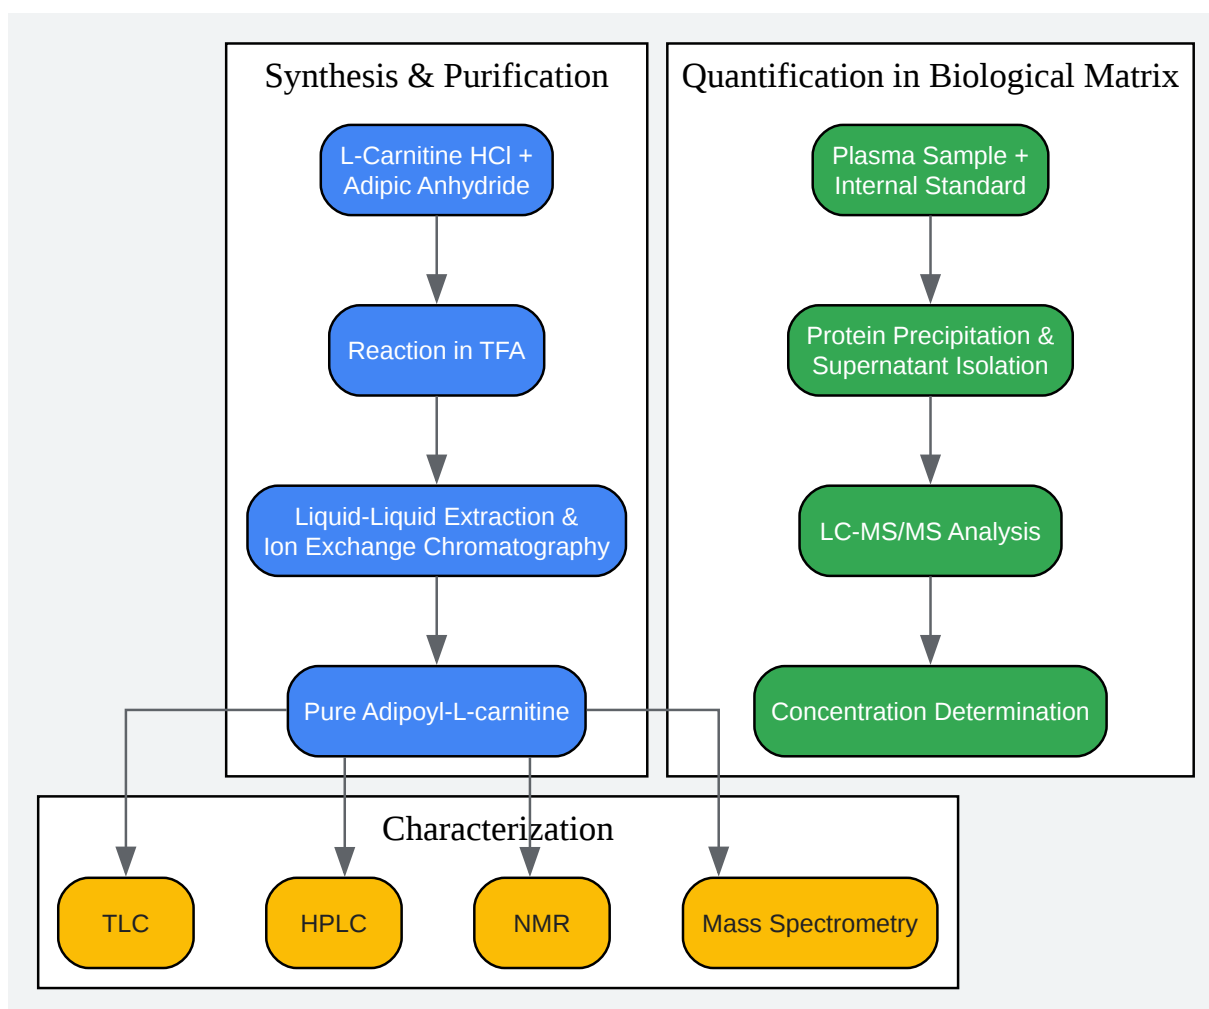 Synthesis & Purification
L-Carnitine HCl +
Adipic Anhydride
Reaction in TFA
Liquid-Liquid Extraction &
Ion Exchange Chromatography
Pure Adipoyl-L-carnitine
Quantification in Biological Matrix
Plasma Sample +
Internal Standard
Protein Precipitation &
Supernatant Isolation
LC-MS/MS Analysis
Concentration Determination
Characterization
TLC
HPLC
NMR
Mass Spectrometry